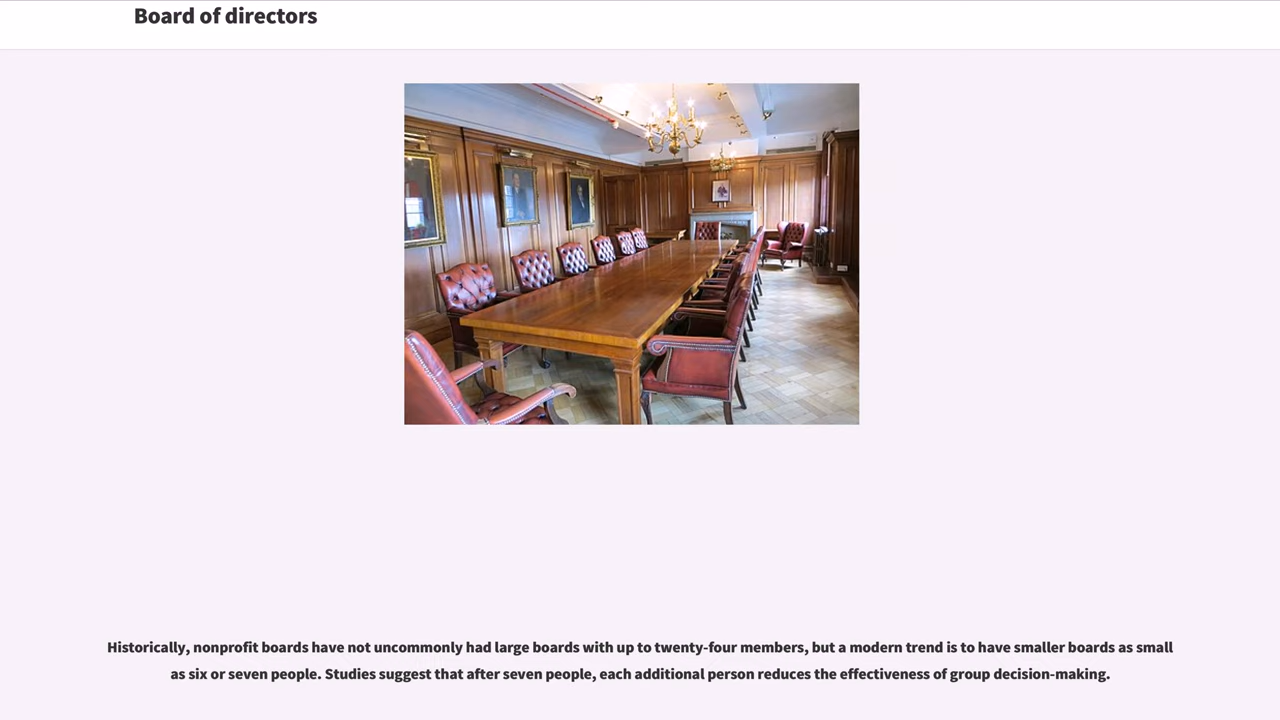 Board of directors
Historically, nonprofit boards have not uncommonly had large boards with up to twenty-four members, but a modern trend is to have smaller boards as small
as six or seven people. Studies suggest that after seven people, each additional person reduces the effectiveness of group decision-making.